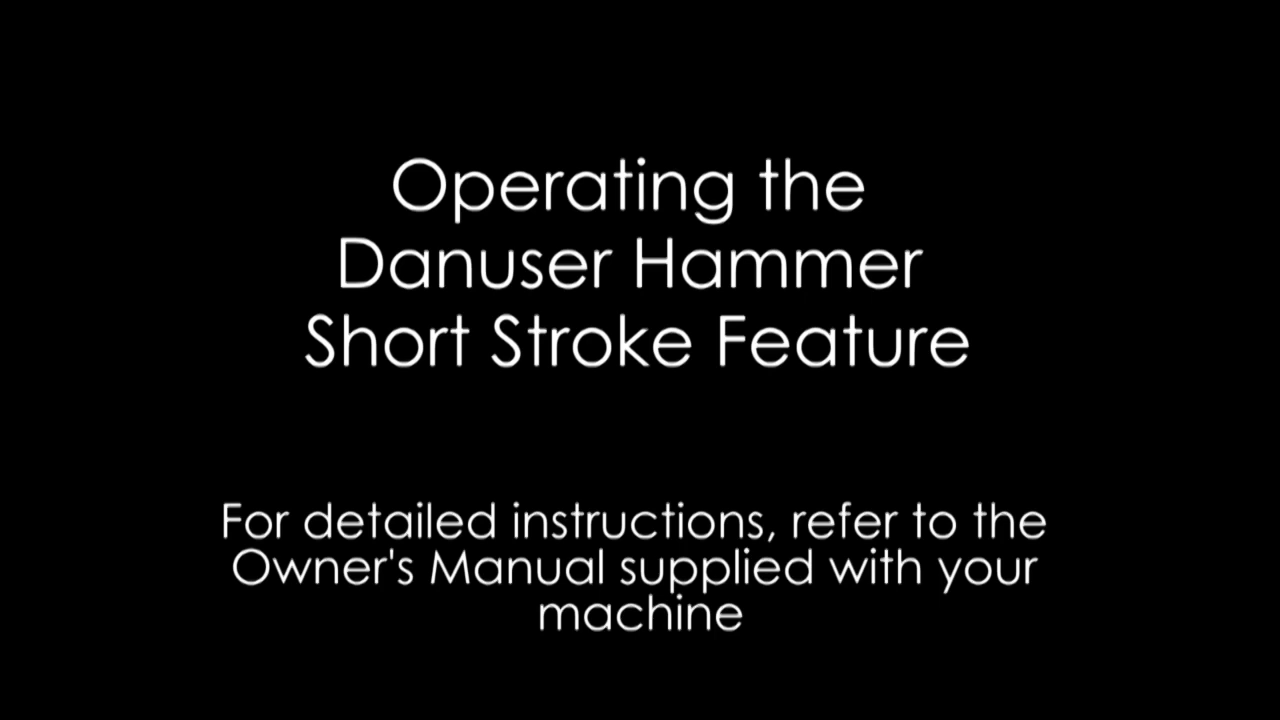 Operating the
Danuser Hammer
Short Stroke Feature
For detailed instructions, refer to the
Owner's Manual supplied with your
machine